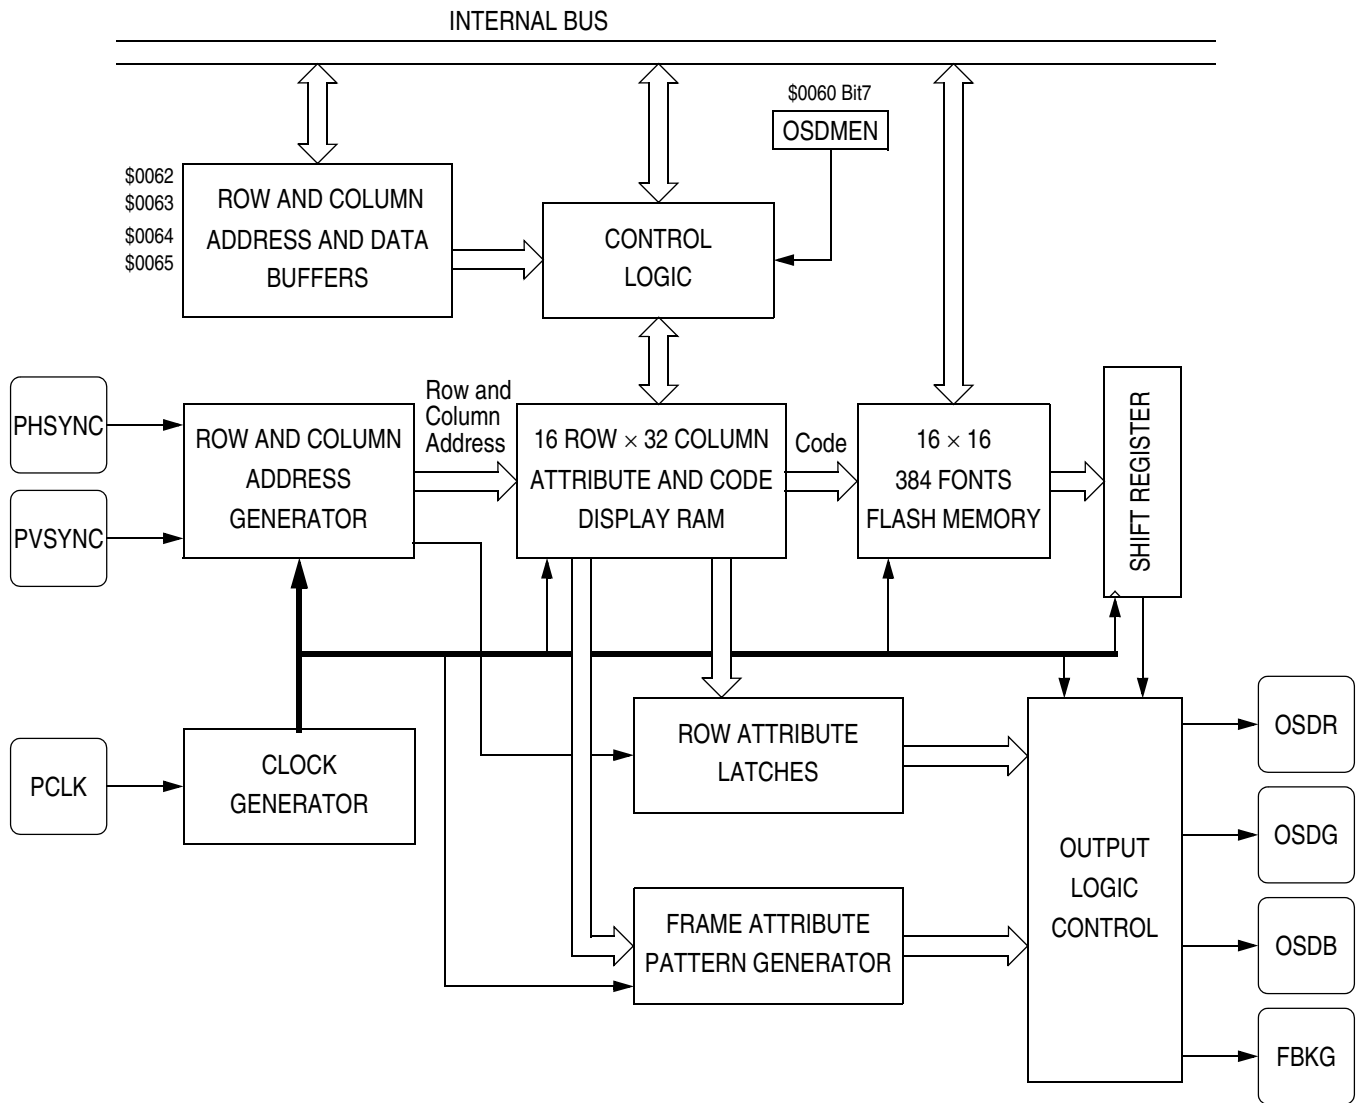 INTERNAL BUS
$0060 Bit7
OSDMEN
$0062
$0063
$0064
$0065
ROW AND COLUMN
ADDRESS AND DATA
BUFFERS
CONTROL
LOGIC
PHSYNC
PVSYNC
ROW AND COLUMN
ADDRESS
GENERATOR
Row and
Column
Address
16 ROW × 32 COLUMN
ATTRIBUTE AND CODE
DISPLAY RAM
Code
16 × 16
384 FONTS
FLASH MEMORY
SHIFT REGISTER
PCLK
CLOCK
GENERATOR
ROW ATTRIBUTE
LATCHES
FRAME ATTRIBUTE
PATTERN GENERATOR
OUTPUT
LOGIC
CONTROL
OSDR
OSDG
OSDB
FBKG